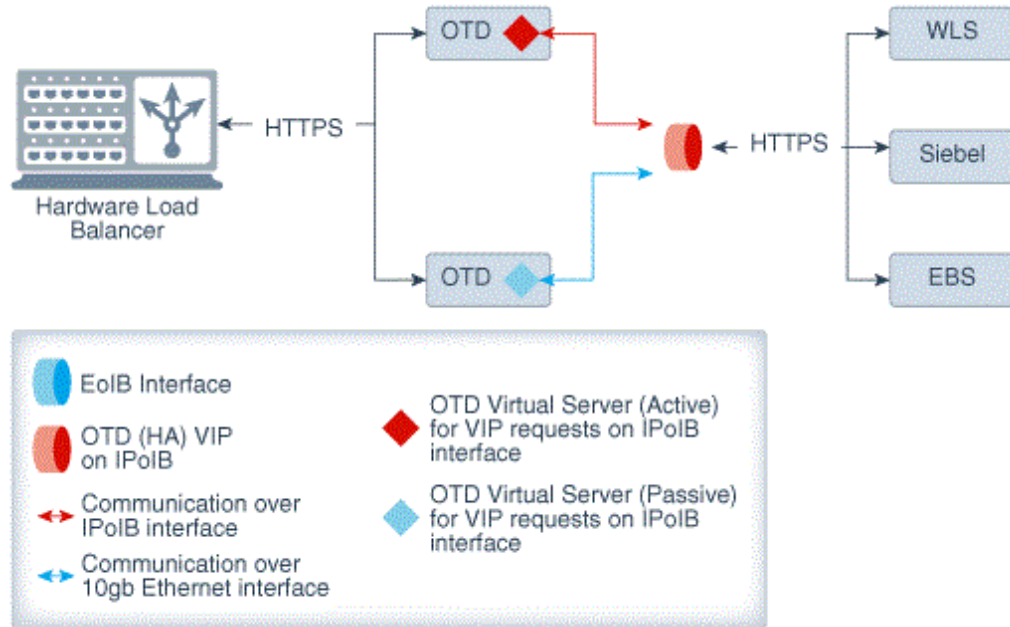 OTD
WLS
HTTPS
HTTPS
Siebel
Hardware Load
Balancer
OTD
EBS
EoIB Interface
OTD (HA) VIP
on IPoIB
Communication over
IPoIB interface
Communication over
10gb Ethernet interface
OTD Virtual Server (Active)
for VIP requests on IPoIB
interface
OTD Virtual Server (Passive)
for VIP requests on IPoIB
interface